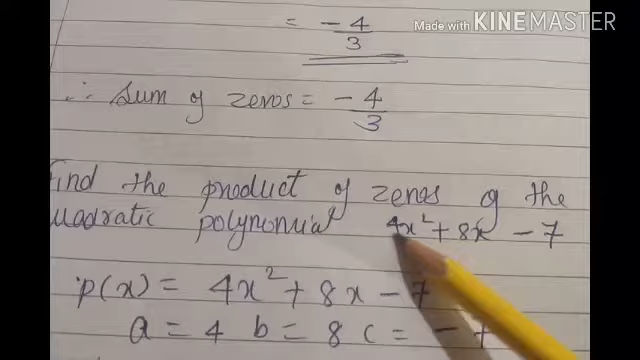 Made with KINEMASTER
= -4/3
∴ Sum of zeros = -4/3
Find the product of zeros of the
quadratic polynomial 4x² + 8x - 7
p(x) = 4x² + 8x - 7
a = 4 b = 8 c = -